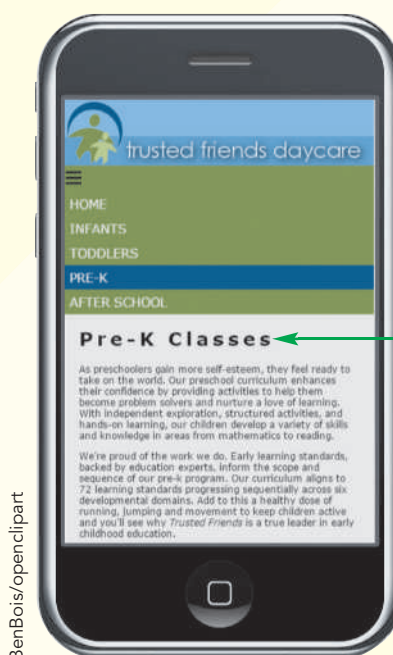 trusted friends daycare
HOME
INFANTS
TODDLERS
PRE-K
AFTER SCHOOL
Pre-K Classes
As preschoolers gain more self-esteem, they feel ready to
take on the world. Our preschool curriculum enhances
their confidence by providing activities to help them
become problem solvers and nurture a love of learning.
With independent exploration, structured activities, and
hands-on learning, our children develop a variety of skills
and knowledge in areas from mathematics to reading.
We're proud of the work we do. Early learning standards,
backed by education experts, inform the scope and
sequence of our pre-k program. Our curriculum aligns to
72 learning standards progressing sequentially across six
developmental domains. Add to this a healthy dose of
running, jumping and movement to keep children active
and you'll see why Trusted Friends is a true leader in early
childhood education.
BenBois/openclipart